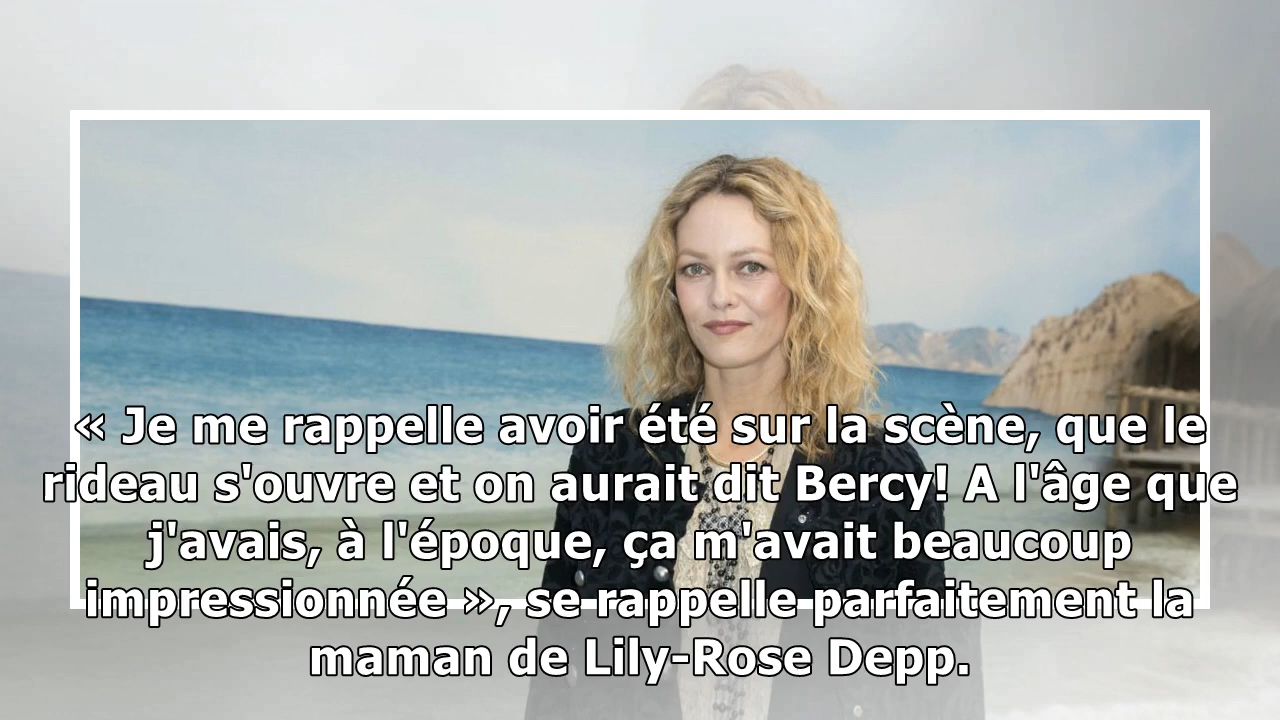 « Je me rappelle avoir été sur la scène, que le
rideau s'ouvre et on aurait dit Bercy! A l'âge que
j'avais, à l'époque, ça m'avait beaucoup
impressionnée », se rappelle parfaitement la
maman de Lily-Rose Depp.